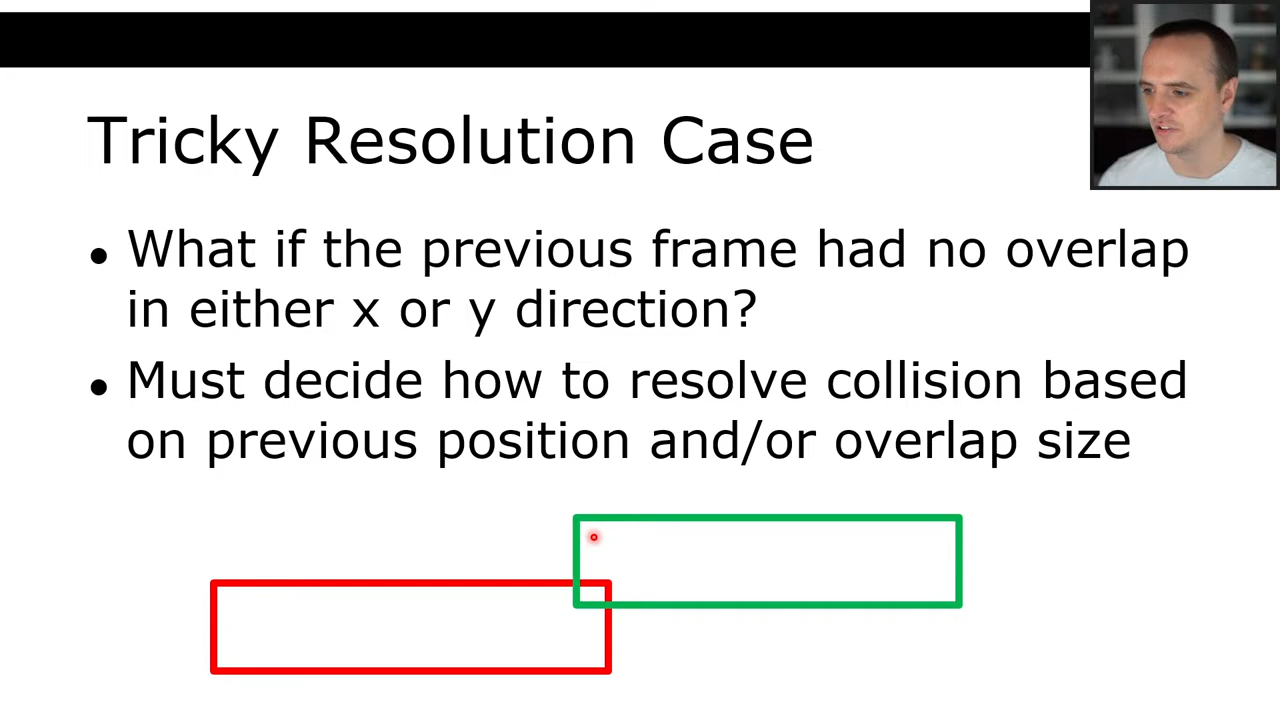 Tricky Resolution Case
● What if the previous frame had no overlap
in either x or y direction?
● Must decide how to resolve collision based
on previous position and/or overlap size